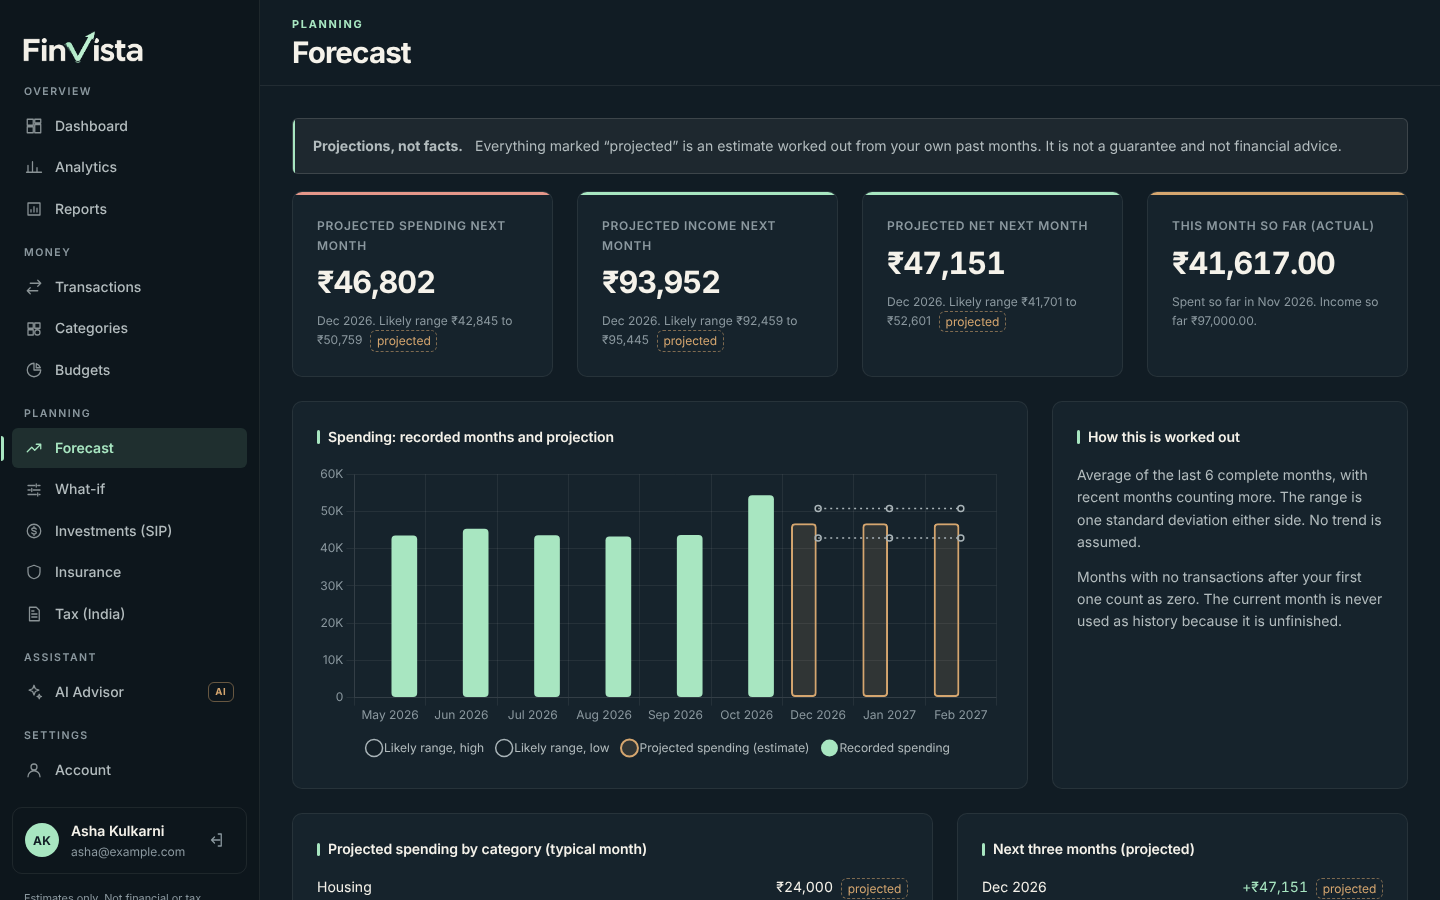 FinVista
OVERVIEW
Dashboard
Analytics
Reports
MONEY
Transactions
Categories
Budgets
PLANNING
Forecast
What-if
Investments (SIP)
Insurance
Tax (India)
ASSISTANT
AI Advisor
AI
SETTINGS
Account
AK
Asha Kulkarni
asha@example.com
Estimates only. Not financial or tax
PLANNING
Forecast
Projections, not facts. Everything marked “projected” is an estimate worked out from your own past months. It is not a guarantee and not financial advice.
PROJECTED SPENDING NEXT
MONTH
₹46,802
Dec 2026. Likely range ₹42,845 to
₹50,759 projected
PROJECTED INCOME NEXT
MONTH
₹93,952
Dec 2026. Likely range ₹92,459 to
₹95,445 projected
PROJECTED NET NEXT MONTH
₹47,151
Dec 2026. Likely range ₹41,701 to
₹52,601 projected
THIS MONTH SO FAR (ACTUAL)
₹41,617.00
Spent so far in Nov 2026. Income so
far ₹97,000.00.
Spending: recorded months and projection
60K
50K
40K
30K
20K
10K
0
May 2026 Jun 2026 Jul 2026 Aug 2026 Sep 2026 Oct 2026 Dec 2026 Jan 2027 Feb 2027
Likely range, high Likely range, low Projected spending (estimate) Recorded spending
How this is worked out
Average of the last 6 complete months, with
recent months counting more. The range is
one standard deviation either side. No trend is
assumed.
Months with no transactions after your first
one count as zero. The current month is never
used as history because it is unfinished.
Projected spending by category (typical month)
Housing ₹24,000 projected
Next three months (projected)
Dec 2026 +₹47,151 projected